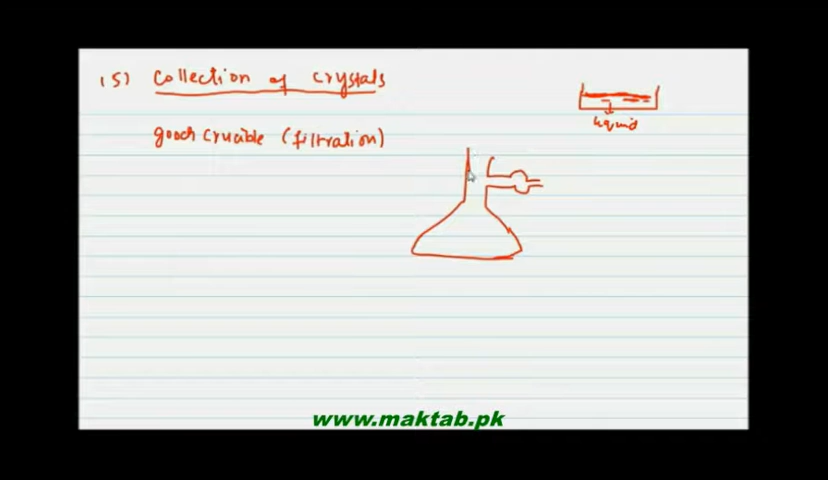 (5) Collection of crystals
gooch crucible (filtration)
liquid
www.maktab.pk